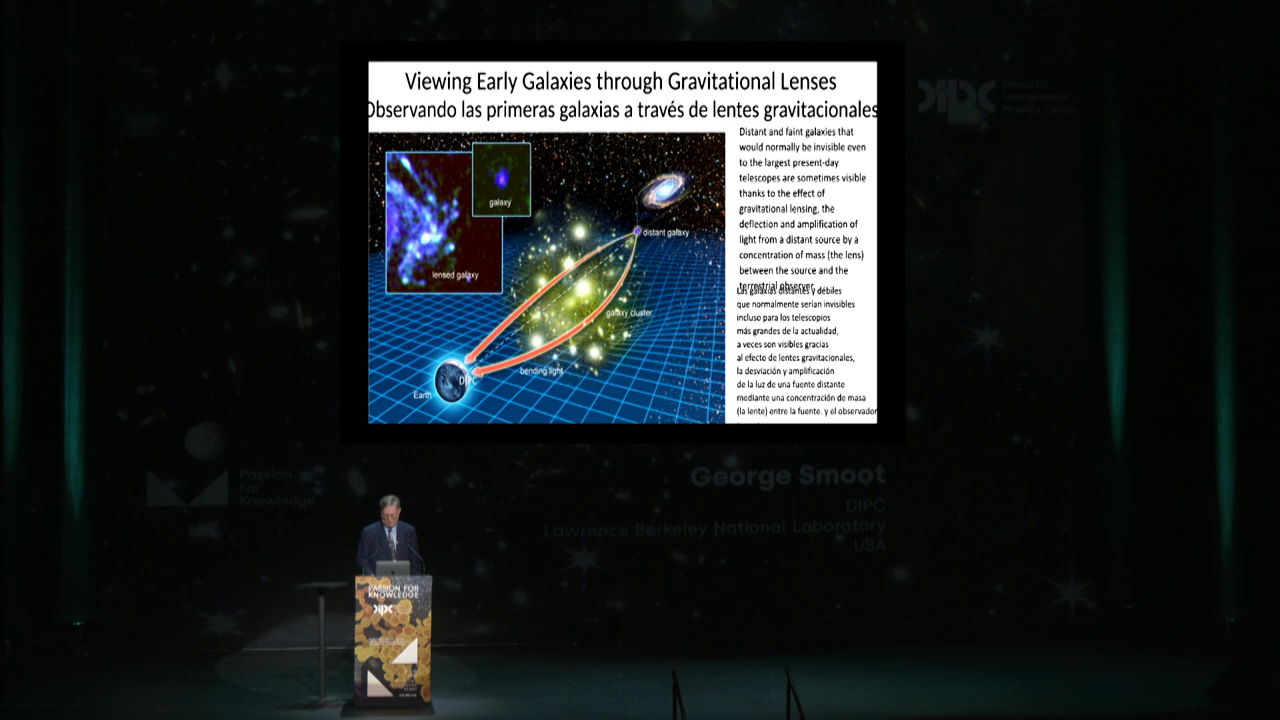 Viewing Early Galaxies through Gravitational Lenses
Observando las primeras galaxias a través de lentes gravitacionales
Distant and faint galaxies that
would normally be invisible even
to the largest present-day
telescopes are sometimes visible
thanks to the effect of
gravitational lensing, the
deflection and amplification of
light from a distant source by a
concentration of mass (the lens)
between the source and the
terrestrial observer.
Las galaxias distantes y débiles
que normalmente serían invisibles
incluso para los telescopios
más grandes de la actualidad,
a veces son visibles gracias
al efecto de lentes gravitacionales,
la desviación y amplificación
de la luz de una fuente distante
mediante una concentración de masa
(la lente) entre la fuente. y el observador
galaxy
lensed galaxy
distant galaxy
galaxy cluster
bending light
DIPC
Earth
DIPC
Passion
For
Knowledge
George Smoot
DIPC
Lawrence Berkeley National Laboratory
USA
PASSION FOR
KNOWLEDGE
DIPC